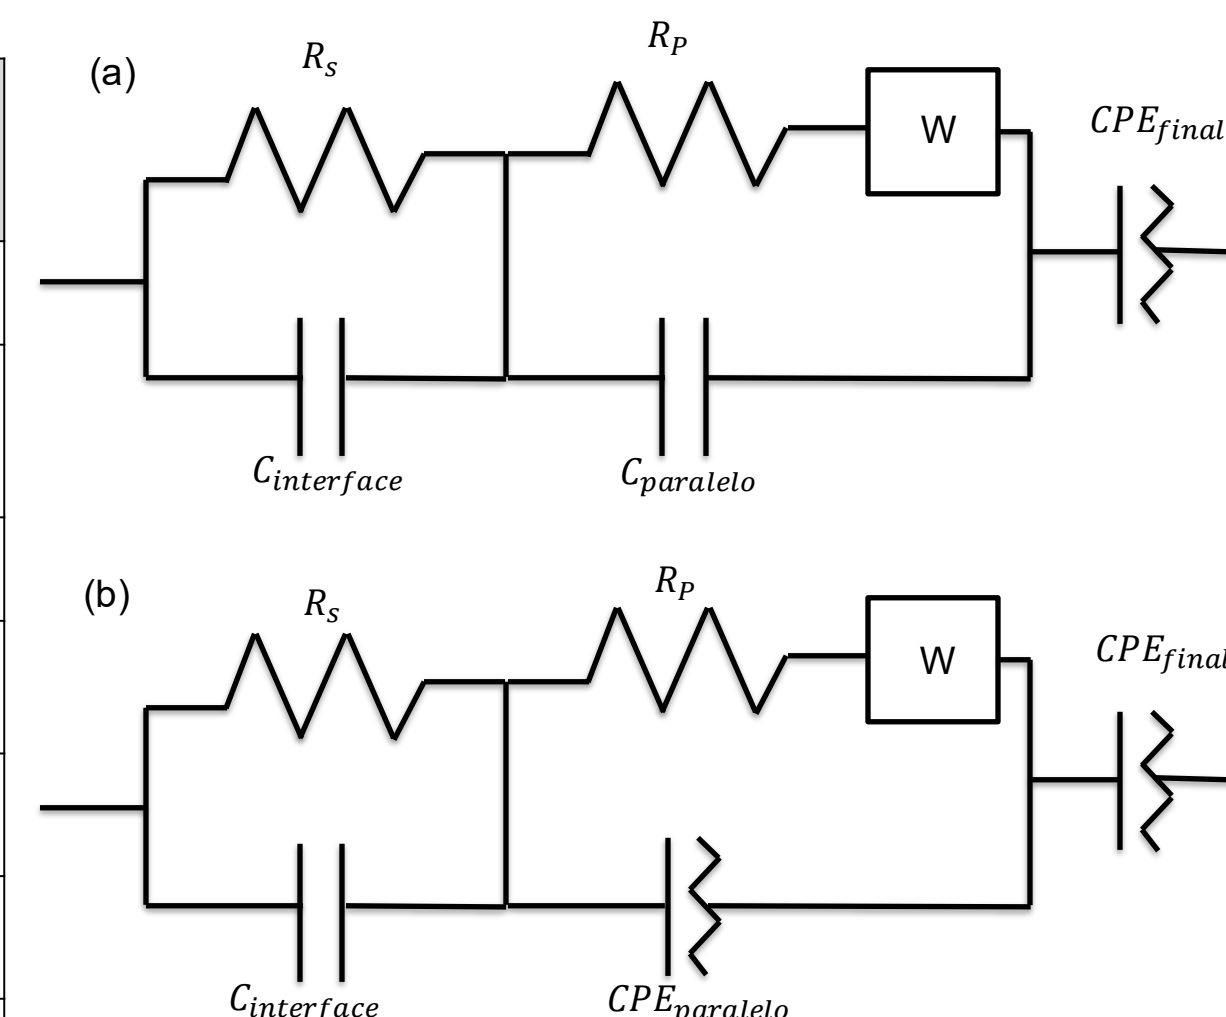 (a)
R_s
R_P
W
CPE_final
C_interface
C_paralelo
(b)
R_s
R_P
W
CPE_final
C_interface
CPE_paralelo